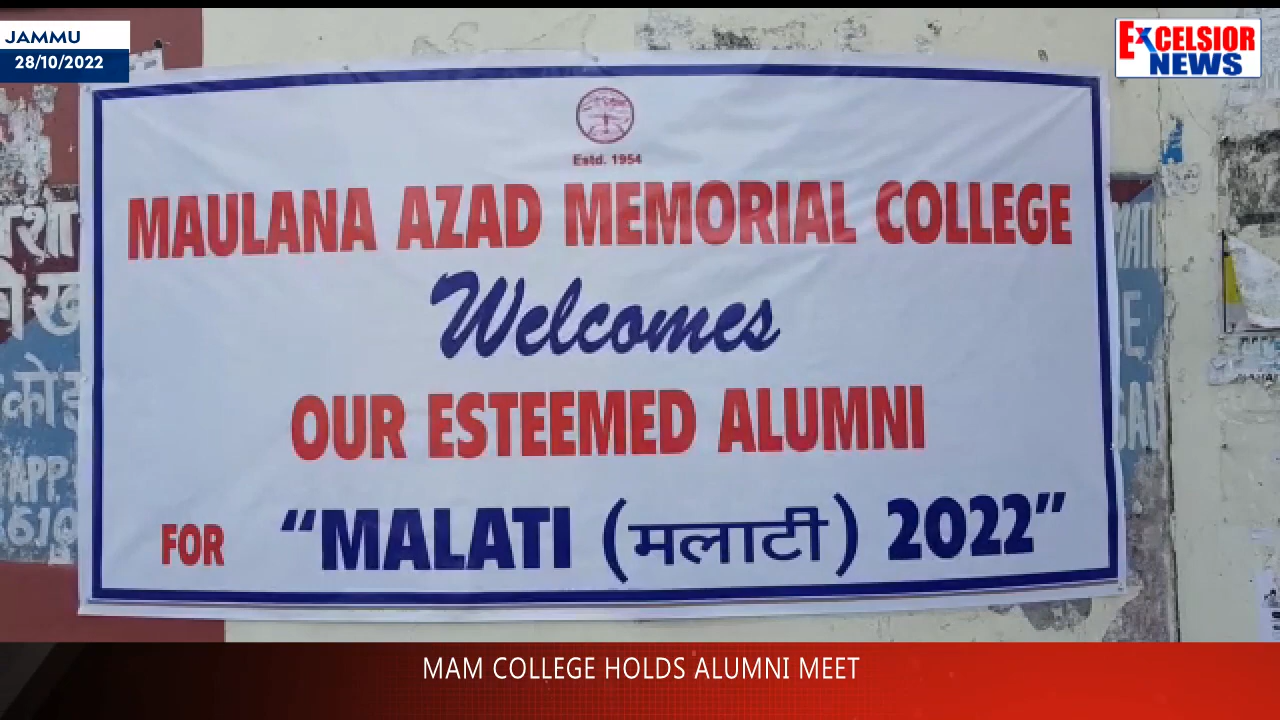 JAMMU
28/10/2022
EXCELSIOR
NEWS
Estd. 1954
MAULANA AZAD MEMORIAL COLLEGE
Welcomes
OUR ESTEEMED ALUMNI
FOR "MALATI (मलाटी) 2022"
MAM COLLEGE HOLDS ALUMNI MEET